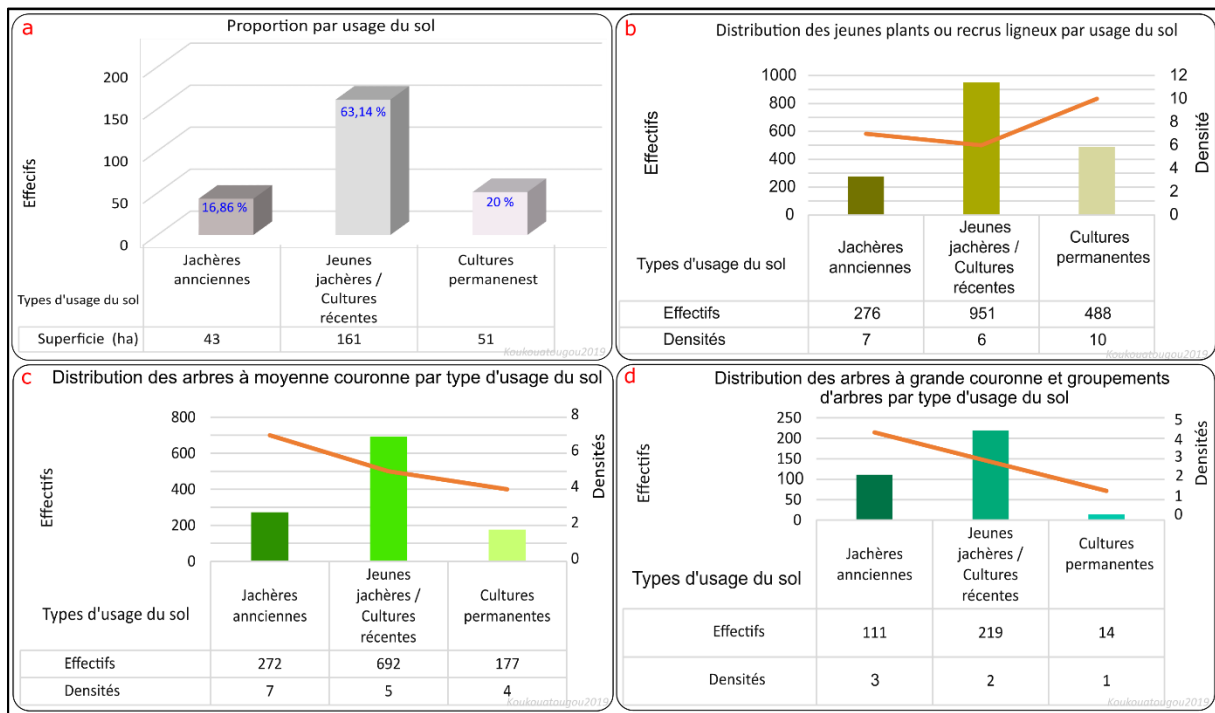 a
Proportion par usage du sol
Effecifs
200
150
100
50
0
16,86 %
63,14 %
20 %
Types d'usage du sol
Jachères
annciennes
Jeunes
jachères /
Cultures
récentes
Cultures
permanenest
Superficie (ha) 43 161 51
Koukouatougou2019
b
Distribution des jeunes plants ou recrus ligneux par usage du sol
Effectifs
1000
800
600
400
200
0
12
10
8
6
4
2
0
Densité
Types d'usage du sol
Jachères
annciennes
Jeunes
jachères /
Cultures
récentes
Cultures
permanentes
Effectifs 276 951 488
Densités 7 6 10
Koukouatougou2019
c
Distribution des arbres à moyenne couronne par type d'usage du sol
Effectifs
800
600
400
200
0
8
6
4
2
0
Densités
Types d'usage du sol
Jachères
annciennes
Jeunes
jachères /
Cultures
récentes
Cultures
permanentes
Effectifs 272 692 177
Densités 7 5 4
Koukouatougou2019
d
Distribution des arbres à grande couronne et groupements
d'arbres par type d'usage du sol
Effectifs
250
200
150
100
50
0
5
4
3
2
1
0
Densités
Types d'usage du sol
Jachères
annciennes
Jeunes
jachères /
Cultures
récentes
Cultures
permanentes
Effectifs 111 219 14
Densités 3 2 1
Koukouatougou2019